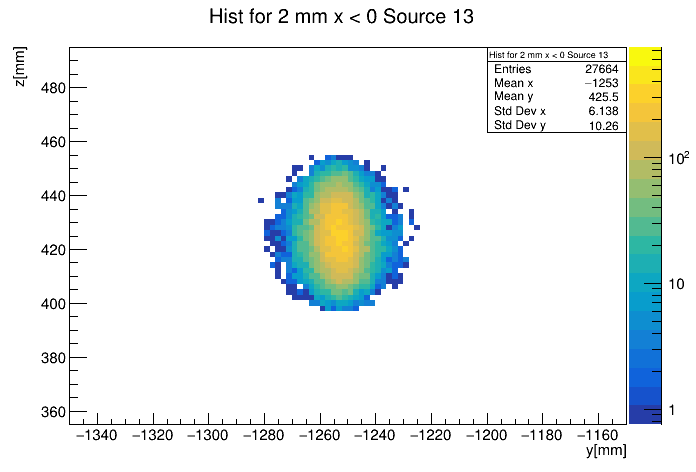 Hist for 2 mm x < 0 Source 13
z[mm]
Hist for 2 mm x < 0 Source 13
Entries 27664
Mean x −1253
Mean y 425.5
Std Dev x 6.138
Std Dev y 10.26
480
460
440
420
400
380
360
−1340 −1320 −1300 −1280 −1260 −1240 −1220 −1200 −1180 −1160
y[mm]
10²
10
1